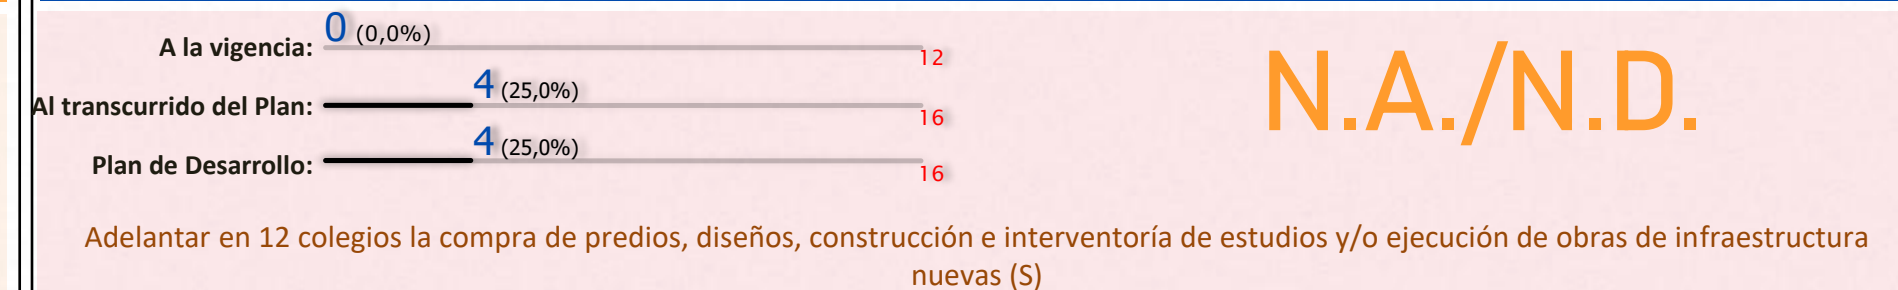 A la vigencia: 0 (0,0%) 12
N.A./N.D.
Al transcurrido del Plan: 4 (25,0%) 16
Plan de Desarrollo: 4 (25,0%) 16
Adelantar en 12 colegios la compra de predios, diseños, construcción e interventoría de estudios y/o ejecución de obras de infraestructura
nuevas (S)